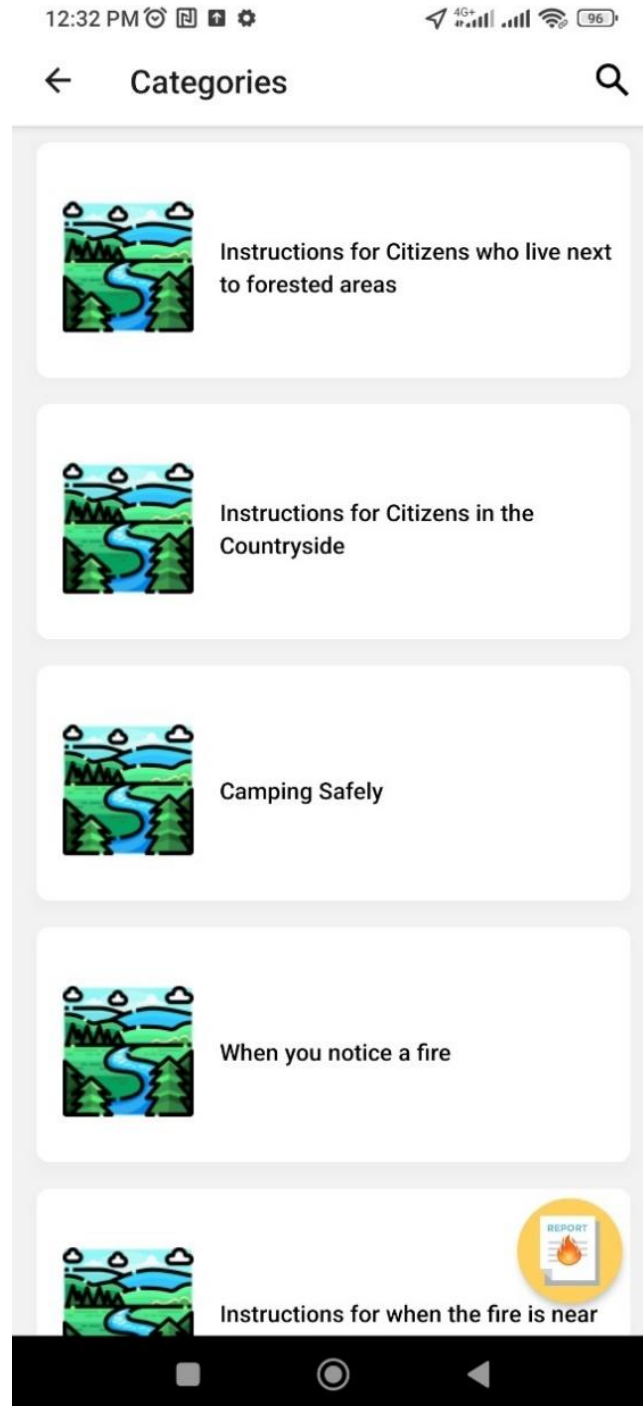 12:32 PM
4G+
96
Categories
Instructions for Citizens who live next
to forested areas
Instructions for Citizens in the
Countryside
Camping Safely
When you notice a fire
REPORT
Instructions for when the fire is near